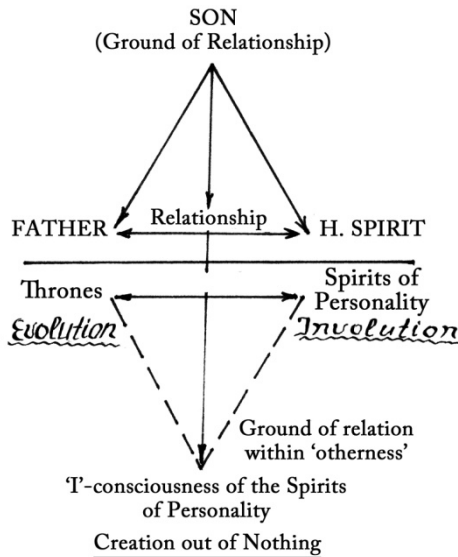 SON
(Ground of Relationship)
Relationship
FATHER
H. SPIRIT
Thrones
Spirits of
Personality
Evolution
Involution
Ground of relation
within ‘otherness’
‘I’-consciousness of the Spirits
of Personality
Creation out of Nothing